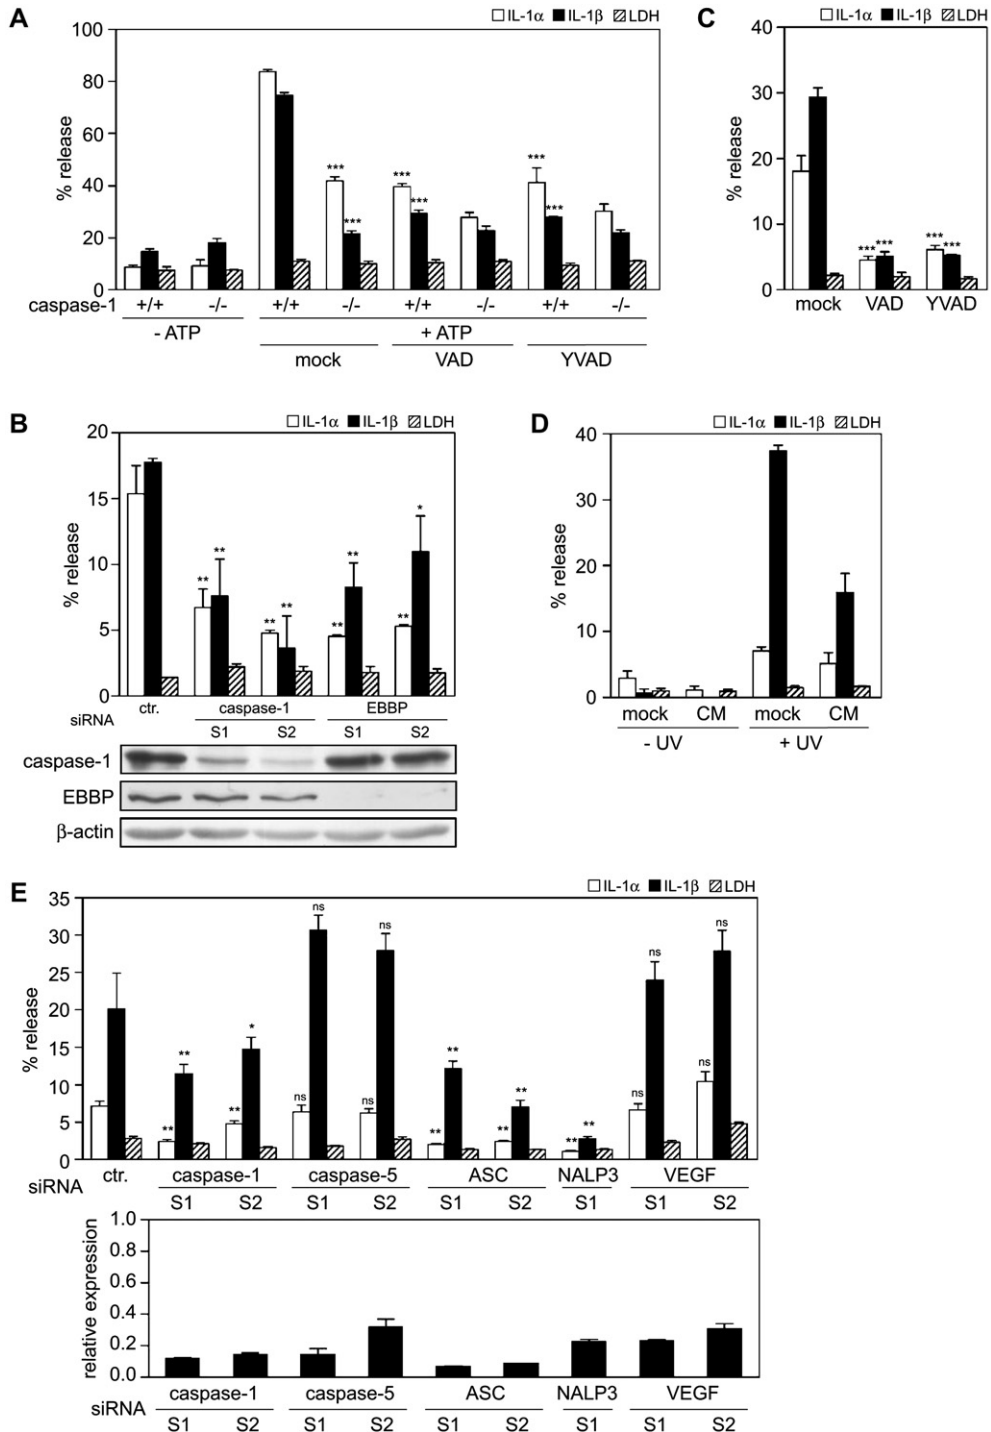 A
IL-1α IL-1β LDH
% release
100
80
60
40
20
0
*** *** *** *** *** ***
caspase-1 +/+ -/- +/+ -/- +/+ -/- +/+ -/-
- ATP + ATP
mock VAD YVAD
C
IL-1α IL-1β LDH
% release
40
30
20
10
0
*** *** *** ***
mock VAD YVAD
B
IL-1α IL-1β LDH
% release
20
15
10
5
0
** ** ** ** ** ** ** *
siRNA ctr. caspase-1 EBBP
S1 S2 S1 S2
caspase-1
EBBP
β-actin
D
IL-1α IL-1β LDH
% release
40
30
20
10
0
mock CM mock CM
- UV + UV
E
IL-1α IL-1β LDH
% release
35
30
25
20
15
10
5
0
** ** ** * ns ns ns ns ** ** ** ** ** ** ns ns ns ns
siRNA ctr. caspase-1 caspase-5 ASC NALP3 VEGF
S1 S2 S1 S2 S1 S2 S1 S1 S2
relative expression
1.0
0.8
0.6
0.4
0.2
0.0
siRNA caspase-1 caspase-5 ASC NALP3 VEGF
S1 S2 S1 S2 S1 S2 S1 S1 S2